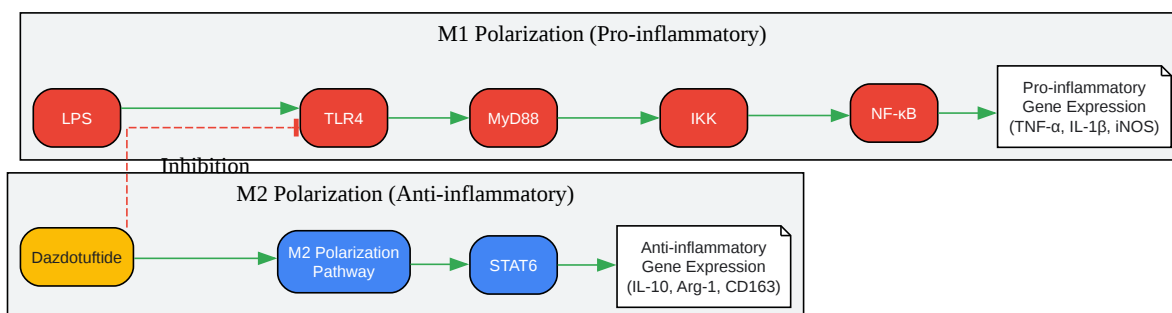 M1 Polarization (Pro-inflammatory)
LPS
TLR4
MyD88
IKK
NF-κB
Pro-inflammatory
Gene Expression
(TNF-α, IL-1β, iNOS)
Inhibition
M2 Polarization (Anti-inflammatory)
Dazdotuftide
M2 Polarization
Pathway
STAT6
Anti-inflammatory
Gene Expression
(IL-10, Arg-1, CD163)